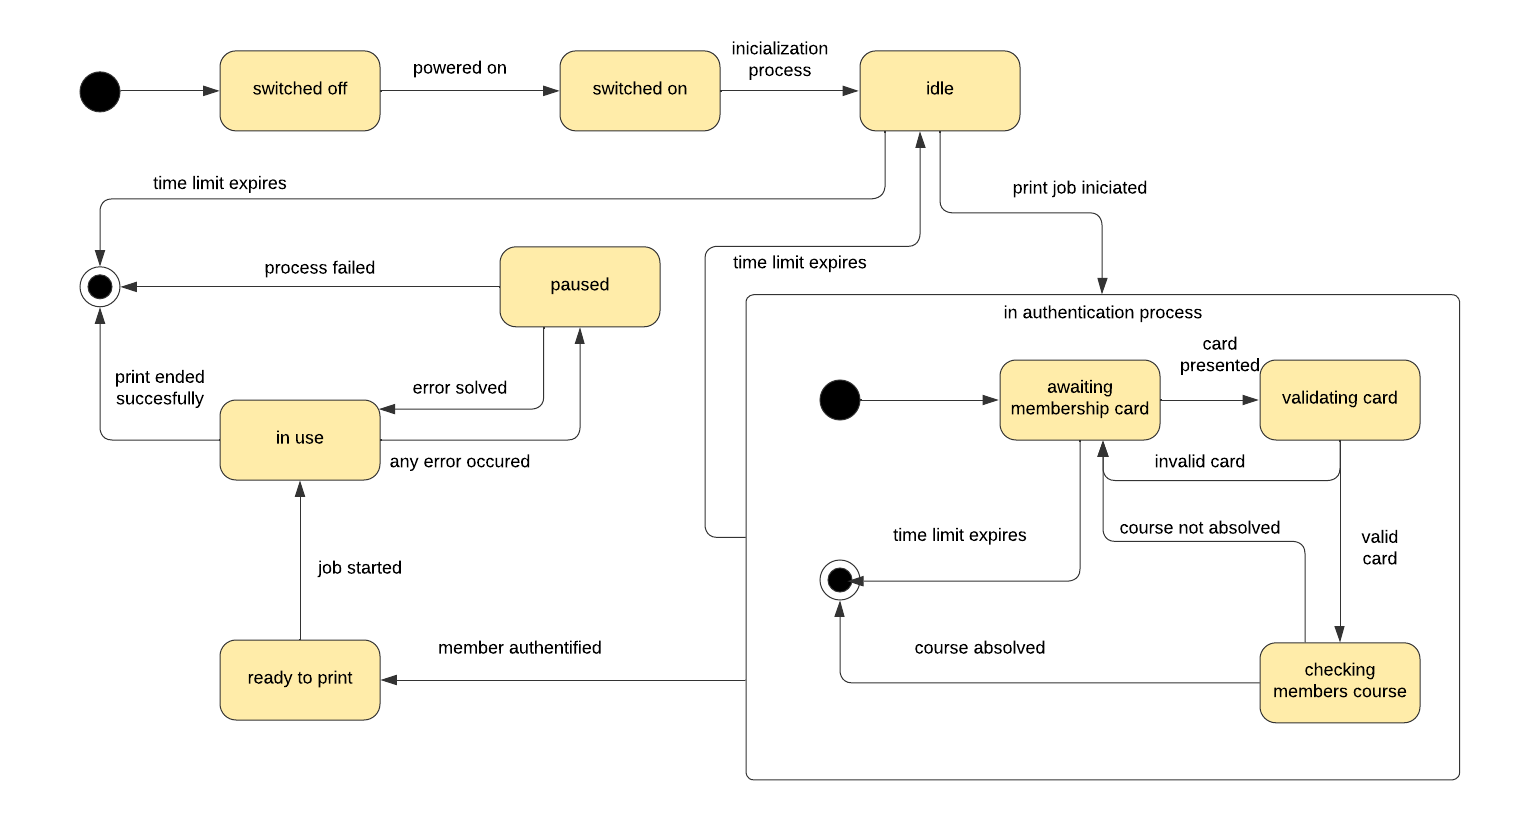 switched off
powered on
switched on
inicialization
process
idle
time limit expires
print job iniciated
process failed
paused
time limit expires
in authentication process
print ended
succesfully
error solved
in use
any error occured
awaiting
membership card
card
presented
validating card
invalid card
course not absolved
time limit expires
valid
card
job started
member authentified
course absolved
ready to print
checking
members course